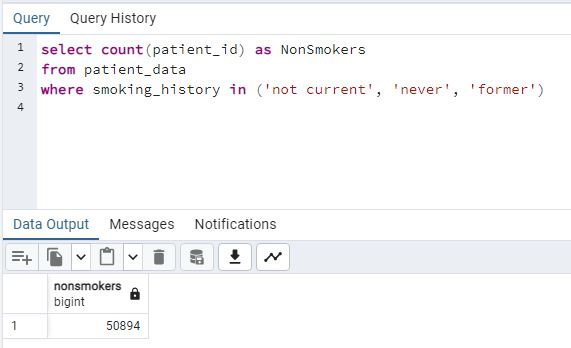 Query Query History
1 select count(patient_id) as NonSmokers
2 from patient_data
3 where smoking_history in ('not current', 'never', 'former')
4
Data Output Messages Notifications
nonsmokers
bigint
1 50894